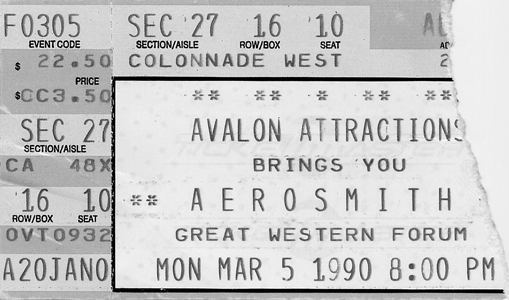 F0305 SEC 27 16 10
EVENT CODE SECTION/AISLE ROW/BOX SEAT
$ 22.50 COLONNADE WEST
PRICE
$CC3.50 ** ** * ** **
SEC 27 AVALON ATTRACTIONS
SECTION/AISLE
CA 48X BRINGS YOU
16 10 ** AEROSMITH
ROW/BOX SEAT
0VT0932 GREAT WESTERN FORUM
A20JAN0 MON MAR 5 1990 8:00 PM